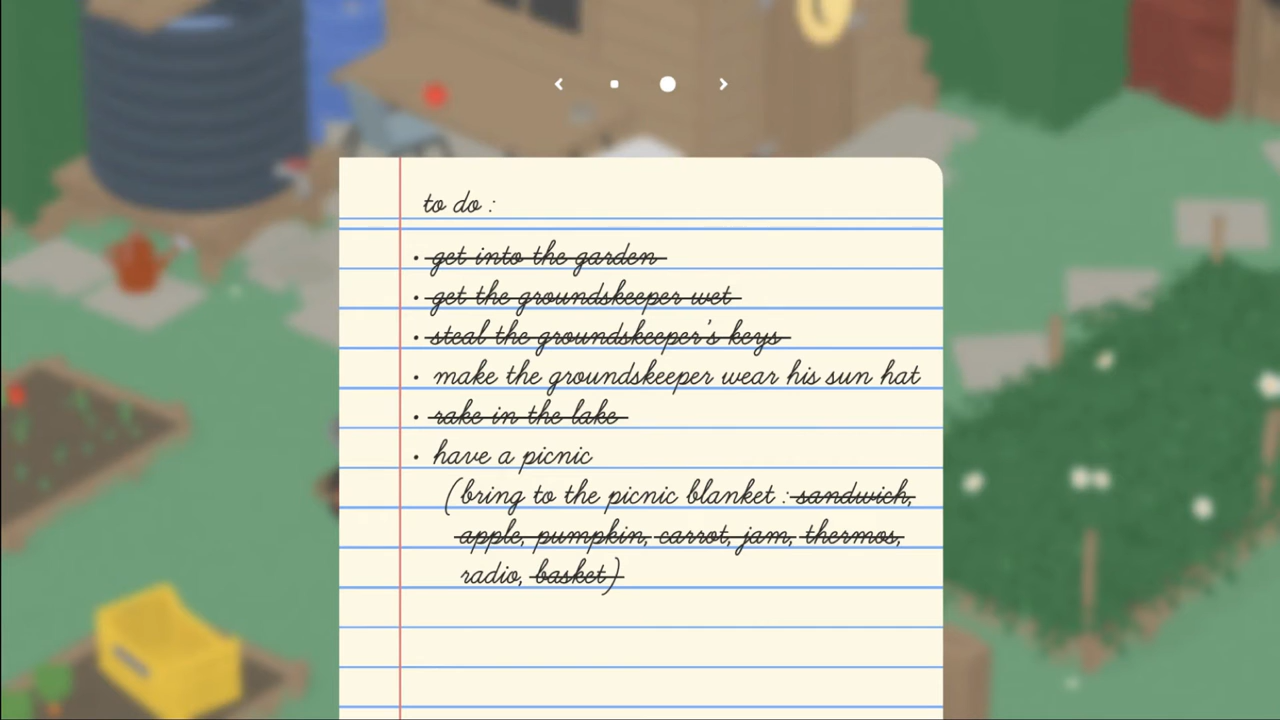 to do :
• get into the garden
• get the groundskeeper wet
• steal the groundskeeper's keys
• make the groundskeeper wear his sun hat
• rake in the lake
• have a picnic
(bring to the picnic blanket : sandwich,
apple, pumpkin, carrot, jam, thermos,
radio, basket)